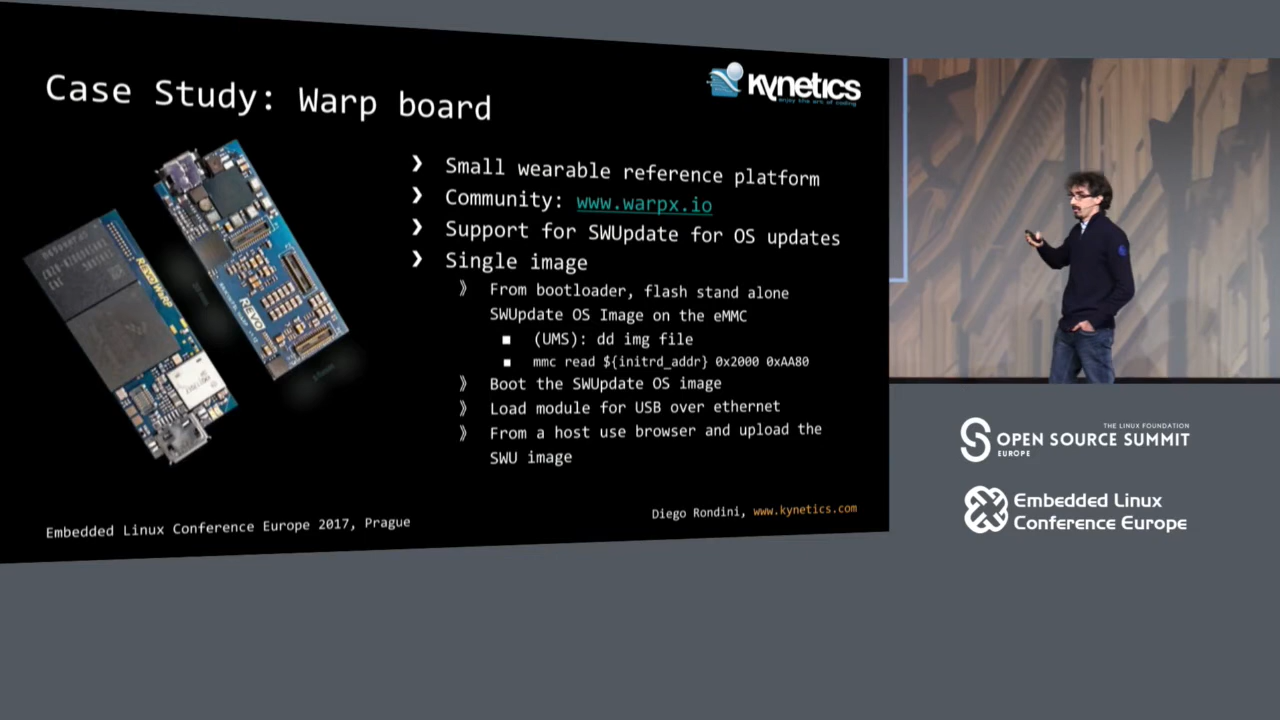 Case Study: Warp board
Kynetics
enjoy the art of coding
❯ Small wearable reference platform
❯ Community: www.warpx.io
❯ Support for SWUpdate for OS updates
❯ Single image
⟫ From bootloader, flash stand alone
SWUpdate OS Image on the eMMC
■ (UMS): dd img file
■ mmc read ${initrd_addr} 0x2000 0xAA80
⟫ Boot the SWUpdate OS image
⟫ Load module for USB over ethernet
⟫ From a host use browser and upload the
SWU image
REVO WaRP
REVO
Embedded Linux Conference Europe 2017, Prague
Diego Rondini, www.kynetics.com
THE LINUX FOUNDATION
OPEN SOURCE SUMMIT
EUROPE
Embedded Linux
Conference Europe